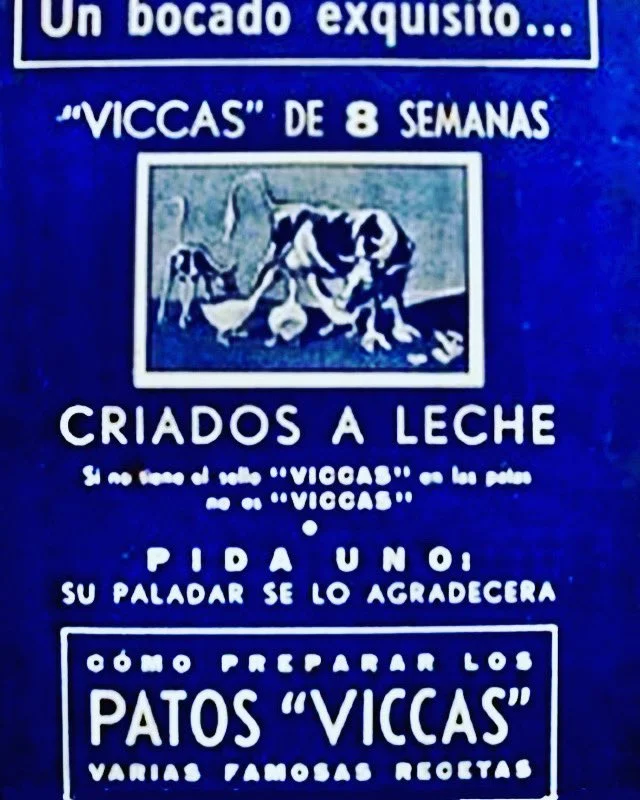 Un bocado exquisito...
"VICCAS" DE 8 SEMANAS
CRIADOS A LECHE
Si no tiene el sello "VICCAS" en las patas
no es "VICCAS"
PIDA UNO:
SU PALADAR SE LO AGRADECERA
CÓMO PREPARAR LOS
PATOS "VICCAS"
VARIAS FAMOSAS RECETAS